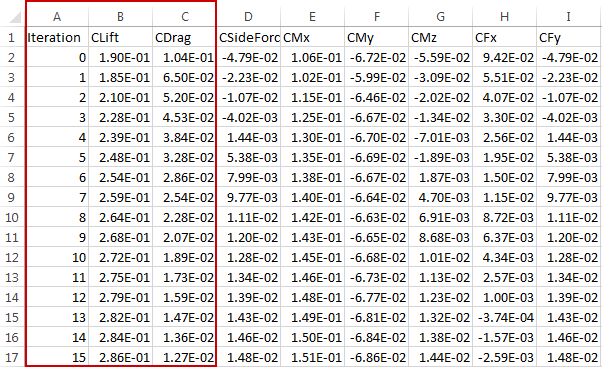 A B C D E F G H I
1 Iteration CLift CDrag CSideForc CMx CMy CMz CFx CFy
2 0 1.90E-01 1.04E-01 -4.79E-02 1.06E-01 -6.72E-02 -5.59E-02 9.42E-02 -4.79E-02
3 1 1.85E-01 6.50E-02 -2.23E-02 1.02E-01 -5.99E-02 -3.09E-02 5.51E-02 -2.23E-02
4 2 2.10E-01 5.20E-02 -1.07E-02 1.15E-01 -6.46E-02 -2.02E-02 4.07E-02 -1.07E-02
5 3 2.28E-01 4.53E-02 -4.02E-03 1.25E-01 -6.67E-02 -1.34E-02 3.30E-02 -4.02E-03
6 4 2.39E-01 3.84E-02 1.44E-03 1.30E-01 -6.70E-02 -7.01E-03 2.56E-02 1.44E-03
7 5 2.48E-01 3.28E-02 5.38E-03 1.35E-01 -6.69E-02 -1.89E-03 1.95E-02 5.38E-03
8 6 2.54E-01 2.86E-02 7.99E-03 1.38E-01 -6.67E-02 1.87E-03 1.50E-02 7.99E-03
9 7 2.59E-01 2.54E-02 9.77E-03 1.40E-01 -6.64E-02 4.70E-03 1.15E-02 9.77E-03
10 8 2.64E-01 2.28E-02 1.11E-02 1.42E-01 -6.63E-02 6.91E-03 8.72E-03 1.11E-02
11 9 2.68E-01 2.07E-02 1.20E-02 1.43E-01 -6.65E-02 8.68E-03 6.37E-03 1.20E-02
12 10 2.72E-01 1.89E-02 1.28E-02 1.45E-02 -6.68E-02 1.01E-02 4.34E-03 1.28E-02
13 11 2.75E-01 1.73E-02 1.34E-02 1.46E-01 -6.73E-02 1.13E-02 2.57E-03 1.34E-02
14 12 2.79E-01 1.59E-02 1.39E-02 1.48E-01 -6.77E-02 1.23E-02 1.00E-03 1.39E-02
15 13 2.82E-01 1.47E-02 1.43E-02 1.49E-01 -6.81E-02 1.32E-02 -3.74E-04 1.43E-02
16 14 2.84E-01 1.36E-02 1.46E-02 1.50E-01 -6.84E-02 1.38E-02 -1.57E-03 1.46E-02
17 15 2.86E-01 1.27E-02 1.48E-02 1.51E-01 -6.86E-02 1.44E-02 -2.59E-03 1.48E-02